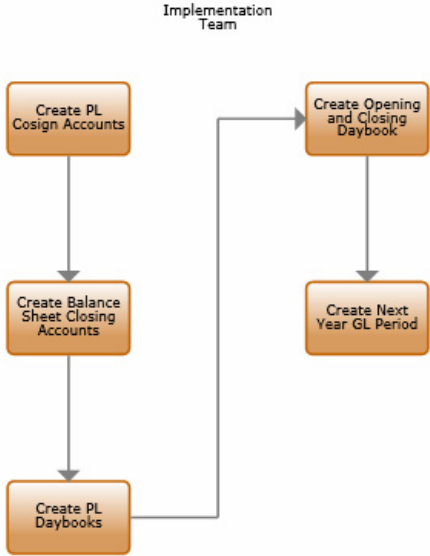 Implementation
Team
Create PL
Cosign Accounts
Create Balance
Sheet Closing
Accounts
Create PL
Daybooks
Create Opening
and Closing
Daybook
Create Next
Year GL Period